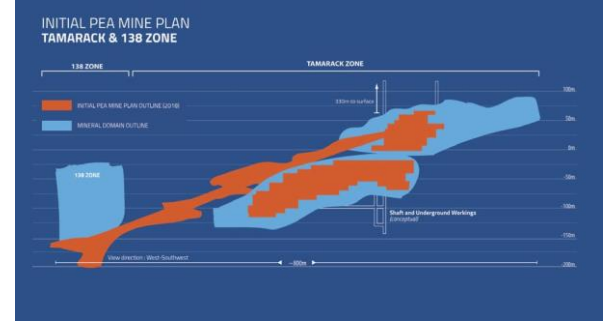 INITIAL PEA MINE PLAN
TAMARACK & 138 ZONE
138 ZONE
TAMARACK ZONE
330m to surface
INITIAL PEA MINE PLAN OUTLINE (2018)
MINERAL DOMAIN OUTLINE
100m.
50m.
0m.
138 ZONE
-50m.
-100m.
Shaft and Underground Workings
(conceptual)
-150m.
View direction : West-Southwest
-200m.